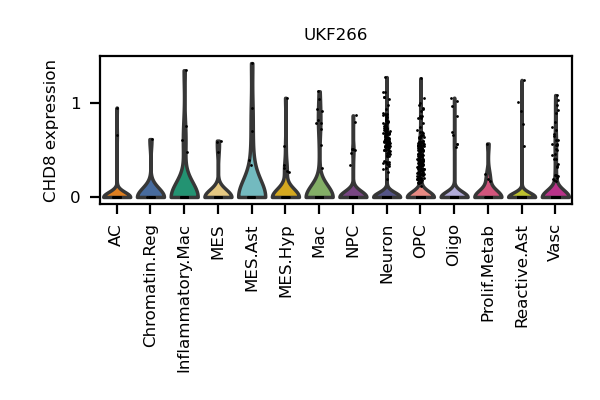 UKF266
CHD8 expression
1
0
AC
Chromatin.Reg
Inflammatory.Mac
MES
MES.Ast
MES.Hyp
Mac
NPC
Neuron
OPC
Oligo
Prolif.Metab
Reactive.Ast
Vasc